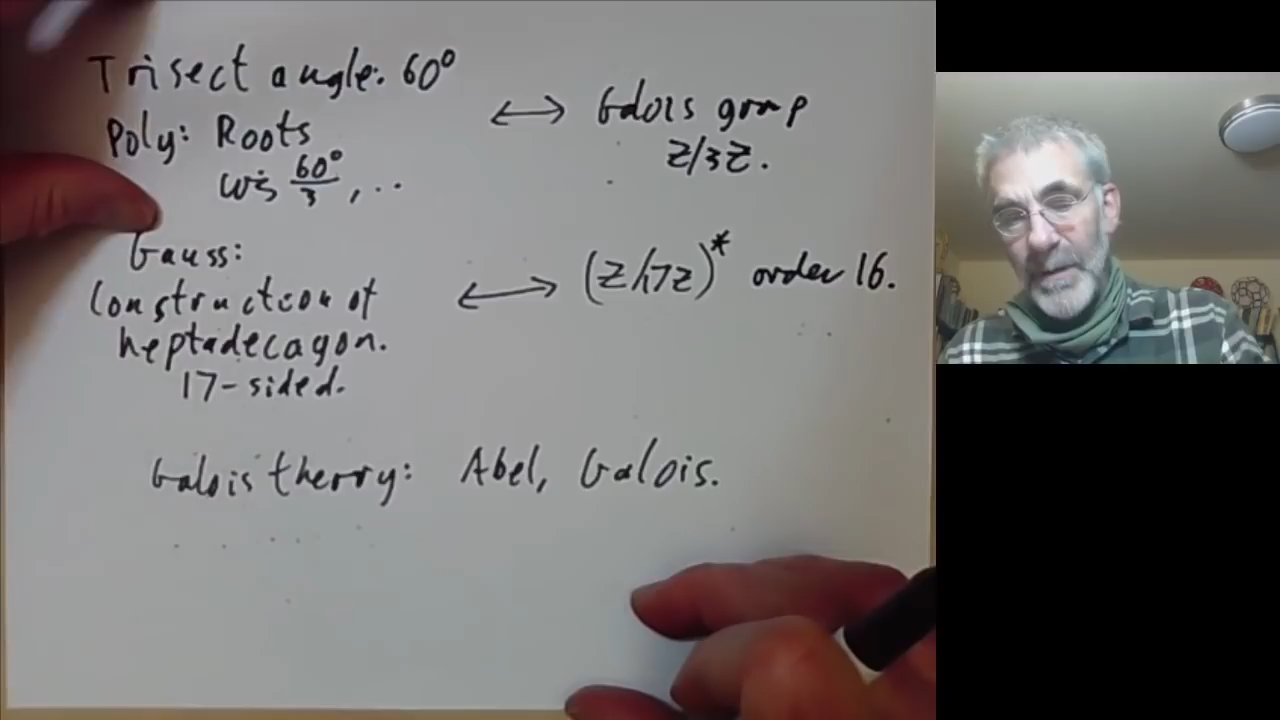 Trisect angle: 60°
Poly: Roots ↔ Galois group
cos 60°/3, .. Z/3Z.
Gauss:
Construction of ↔ (Z/17Z)* order 16.
heptadecagon.
17-sided.
Galois theory: Abel, Galois.